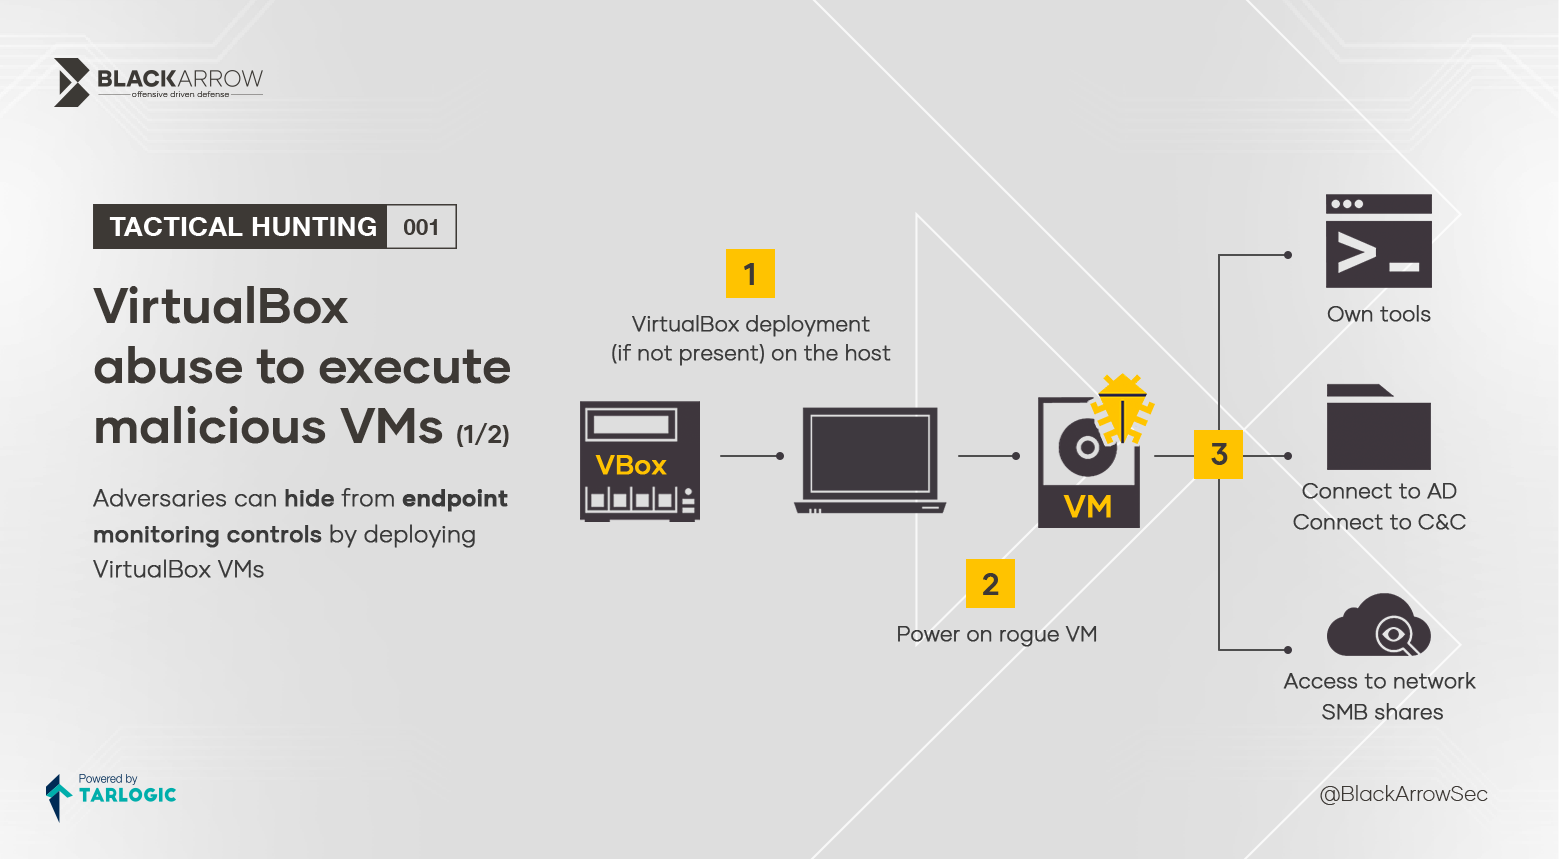 BLACKARROW
offensive driven defense
TACTICAL HUNTING 001
VirtualBox
abuse to execute
malicious VMs (1/2)
Adversaries can hide from endpoint
monitoring controls by deploying
VirtualBox VMs
1
VirtualBox deployment
(if not present) on the host
VBox
VM
2
Power on rogue VM
3
>_
Own tools
Connect to AD
Connect to C&C
Access to network
SMB shares
Powered by
TARLOGIC
@BlackArrowSec